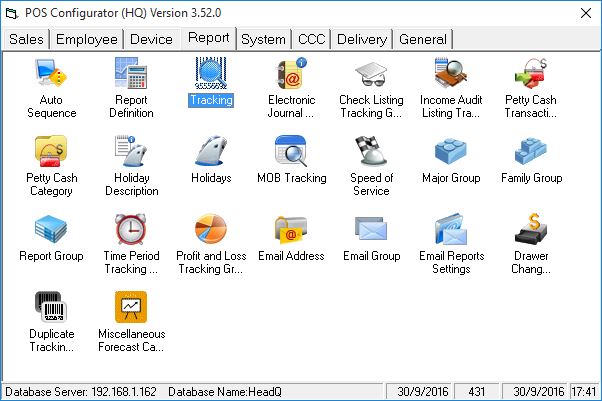 POS Configurator (HQ) Version 3.52.0
Sales Employee Device Report System CCC Delivery General
Auto Sequence
Report Definition
95559552
Tracking
Electronic Journal ...
Check Listing Tracking G...
Income Audit Listing Tra...
Petty Cash Transacti...
Petty Cash Category
Holiday Description
Holidays
MOB Tracking
Speed of Service
Major Group
Family Group
Report Group
Time Period Tracking ...
Profit and Loss Tracking Gr...
Email Address
Email Group
Email Reports Settings
Drawer Chang...
Duplicate Trackin...
Miscellaneous Forecast Ca...
Database Server: 192.168.1.162 Database Name:HeadQ 30/9/2016 431 30/9/2016 17:41